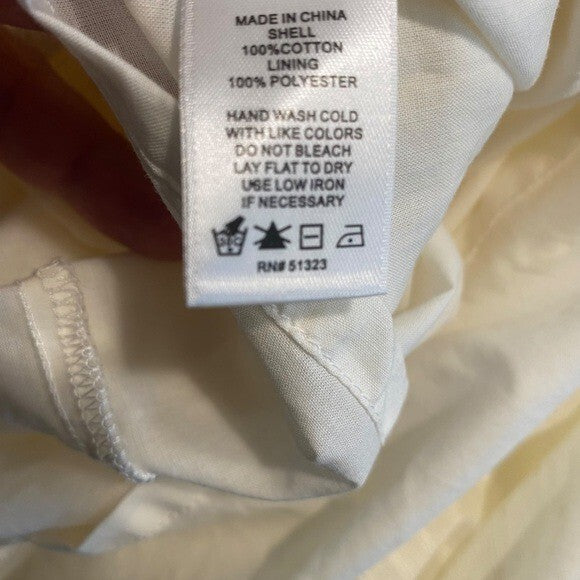 MADE IN CHINA
SHELL
100%COTTON
LINING
100% POLYESTER
HAND WASH COLD
WITH LIKE COLORS
DO NOT BLEACH
LAY FLAT TO DRY
USE LOW IRON
IF NECESSARY
30C
RN# 51323